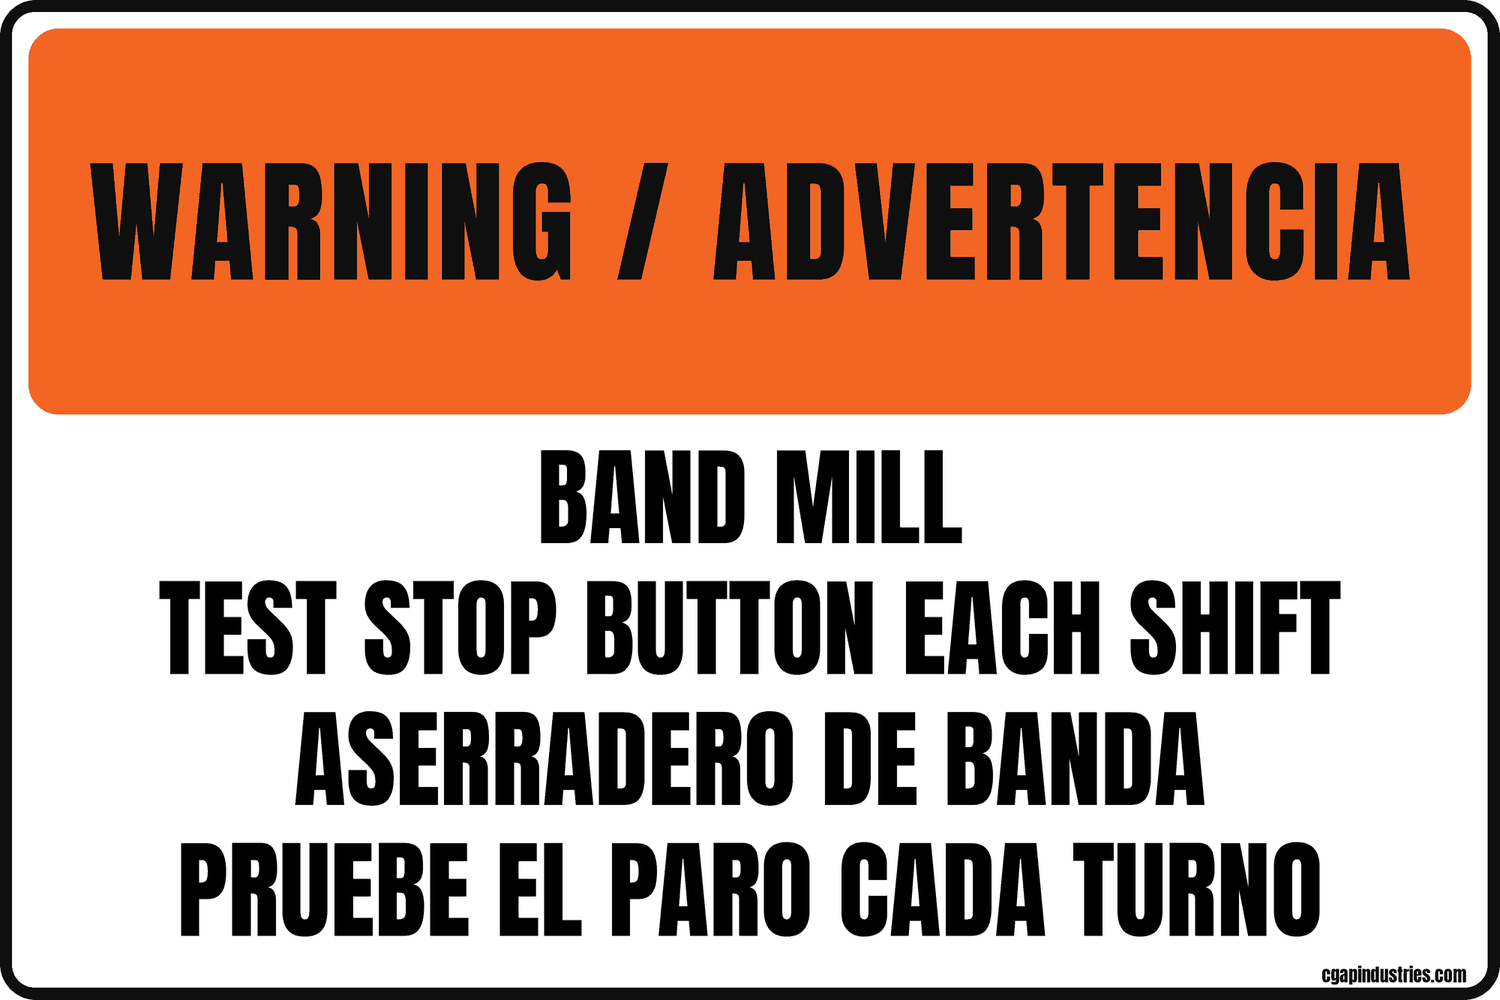 WARNING / ADVERTENCIA
BAND MILL
TEST STOP BUTTON EACH SHIFT
ASERRADERO DE BANDA
PRUEBE EL PARO CADA TURNO
cgapindustries.com